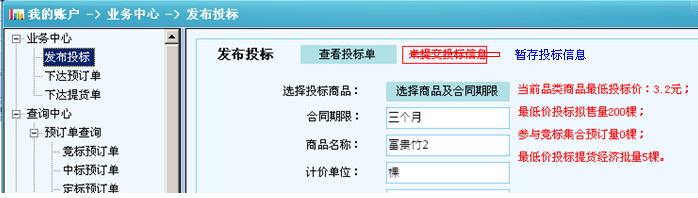 我的账户 -> 业务中心 -> 发布投标
业务中心
发布投标
下达预订单
下达提货单
查询中心
预订单查询
竞标预订单
中标预订单
定标预订单
发布投标 查看投标单 未提交投标信息 暂存投标信息
选择投标商品： 选择商品及合同期限
合同期限： 三个月
商品名称： 富贵竹2
计价单位： 棵
当前品类商品最低投标价：3.2元；
最低价投标拟售量200棵；
参与竞标集合预订量0棵；
最低价投标提货经济批量5棵。